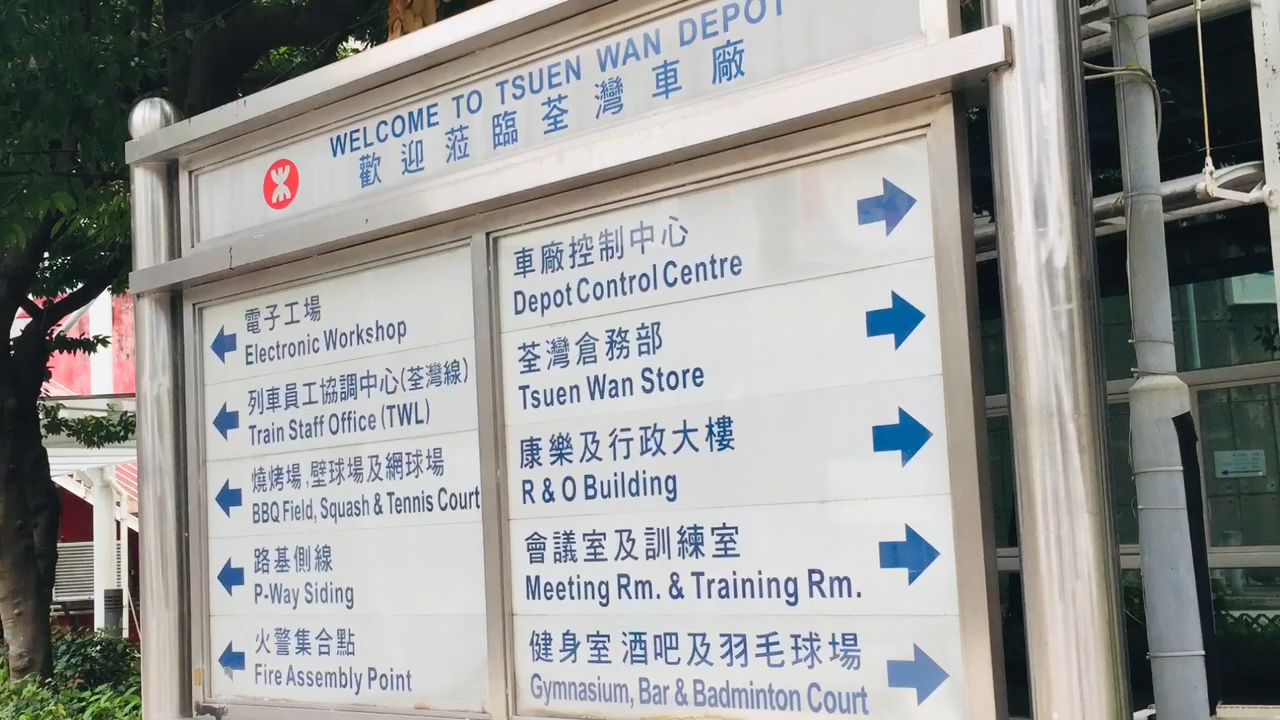 WELCOME TO TSUEN WAN DEPOT
歡迎蒞臨荃灣車廠
電子工場
Electronic Workshop
列車員工協調中心(荃灣線)
Train Staff Office (TWL)
燒烤場,壁球場及網球場
BBQ Field, Squash & Tennis Court
路基側線
P-Way Siding
火警集合點
Fire Assembly Point
車廠控制中心
Depot Control Centre
荃灣倉務部
Tsuen Wan Store
康樂及行政大樓
R & O Building
會議室及訓練室
Meeting Rm. & Training Rm.
健身室 酒吧及羽毛球場
Gymnasium, Bar & Badminton Court